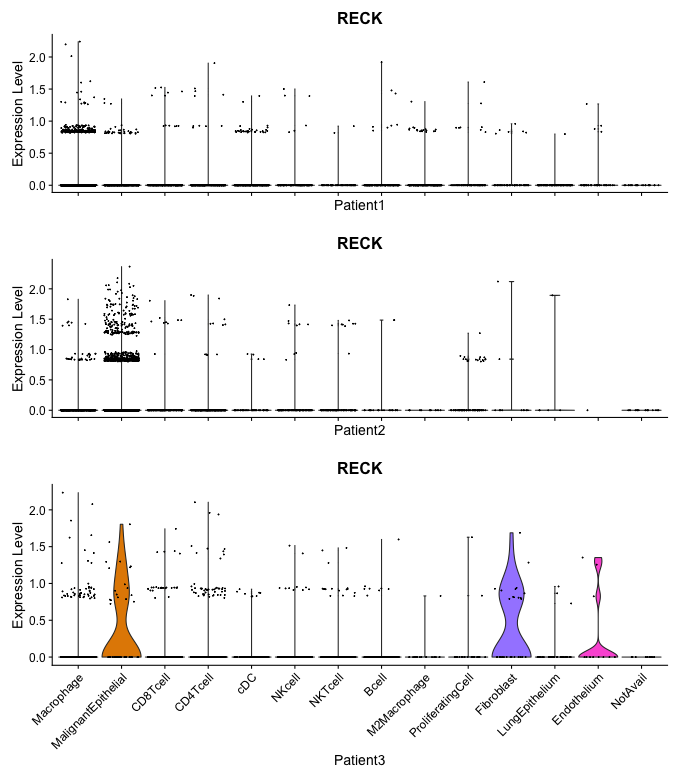 RECK
Expression Level
2.0
1.5
1.0
0.5
0.0
Patient1
RECK
Expression Level
2.0
1.5
1.0
0.5
0.0
Patient2
RECK
Expression Level
2.0
1.5
1.0
0.5
0.0
Macrophage
MalignantEpithelial
CD8Tcell
CD4Tcell
cDC
NKcell
NKTcell
Bcell
M2Macrophage
ProliferatingCell
Fibroblast
LungEpithelium
Endothelium
NotAvail
Patient3